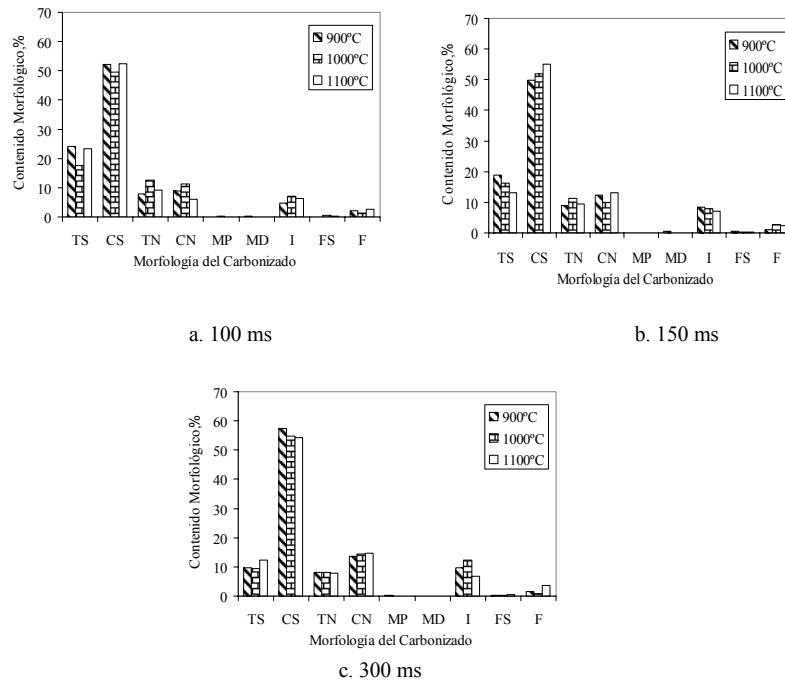 Contenido Morfológico,%
70
60
50
40
30
20
10
0
900ºC
1000ºC
1100ºC
TS CS TN CN MP MD I FS F
Morfología del Carbonizado
a. 100 ms
Contenido Morfológico,%
70
60
50
40
30
20
10
0
900ºC
1000ºC
1100ºC
TS CS TN CN MP MD I FS F
Morfología del Carbonizado
b. 150 ms
Contenido Morfológico,%
70
60
50
40
30
20
10
0
900ºC
1000ºC
1100ºC
TS CS TN CN MP MD I FS F
Morfología del Carbonizado
c. 300 ms